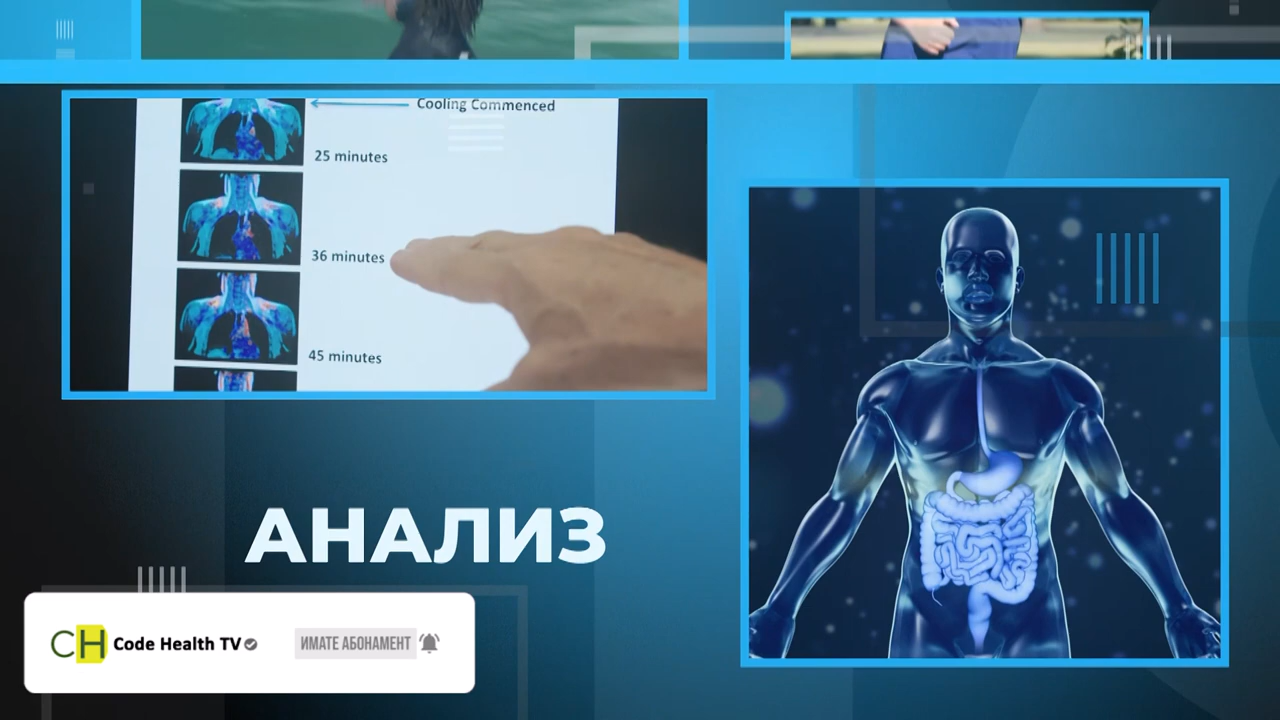 Cooling Commenced
25 minutes
36 minutes
45 minutes
АНАЛИЗ
CH Code Health TV
ИМАТЕ АБОНАМЕНТ